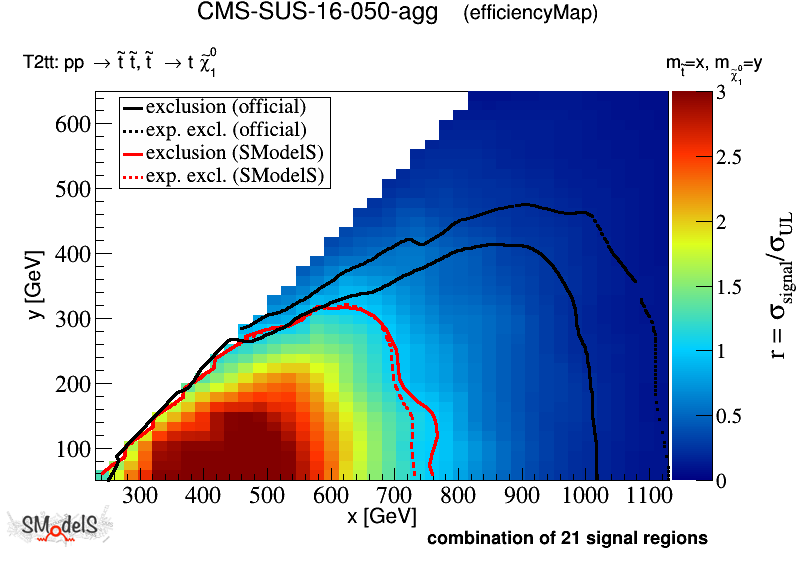 CMS-SUS-16-050-agg (efficiencyMap)
T2tt: pp → t̃ t̃, t̃ → t χ̃₁⁰
m_t̃=x, m_χ̃₁⁰=y
exclusion (official)
exp. excl. (official)
exclusion (SModelS)
exp. excl. (SModelS)
600
500
400
300
200
100
y [GeV]
300 400 500 600 700 800 900 1000 1100
x [GeV]
3
2.5
2
1.5
1
0.5
0
r = σ_signal/σ_UL
SModelS
combination of 21 signal regions